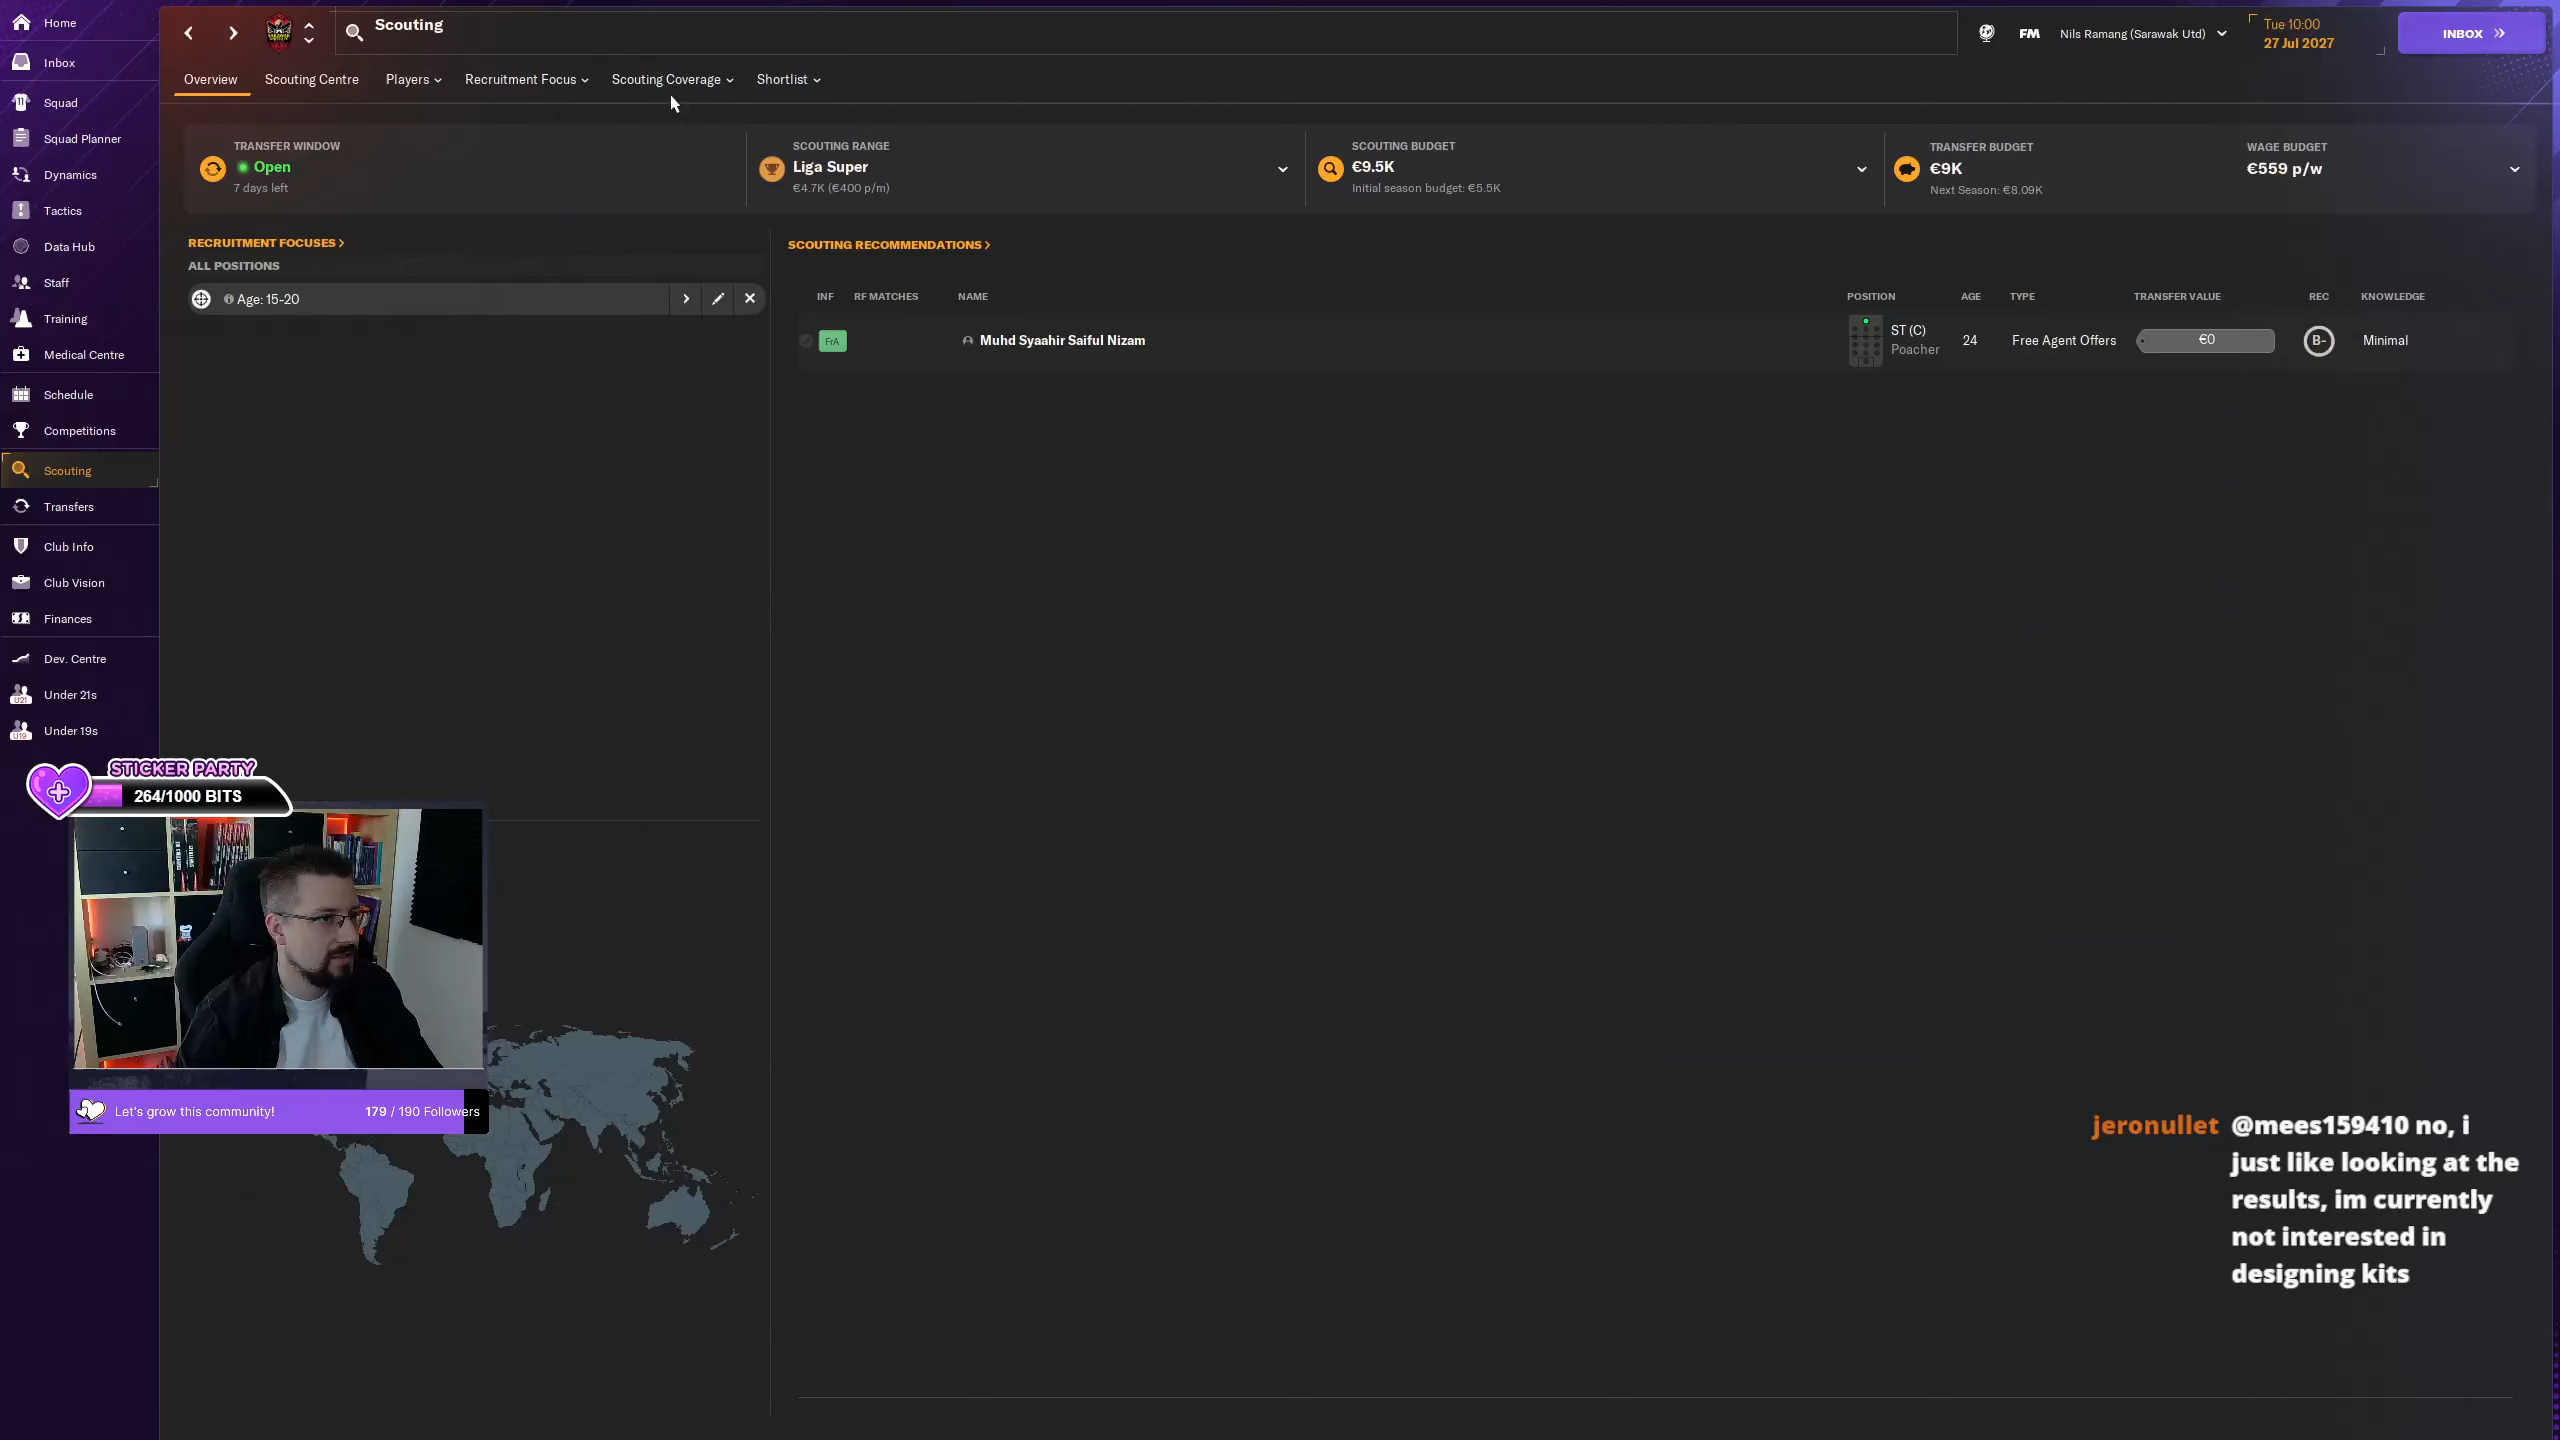 Home
Inbox
Squad
Squad Planner
Dynamics
Tactics
Data Hub
Staff
Training
Medical Centre
Schedule
Competitions
Scouting
Transfers
Club Info
Club Vision
Finances
Dev. Centre
U21 Under 21s
U19 Under 19s
Scouting
FM Nils Ramang (Sarawak Utd)
Tue 10:00
27 Jul 2027
INBOX
Overview Scouting Centre Players Recruitment Focus Scouting Coverage Shortlist
TRANSFER WINDOW
Open
7 days left
SCOUTING RANGE
Liga Super
€4.7K (€400 p/m)
SCOUTING BUDGET
€9.5K
Initial season budget: €5.5K
TRANSFER BUDGET
€9K
Next Season: €8.09K
WAGE BUDGET
€559 p/w
RECRUITMENT FOCUSES >
ALL POSITIONS
Age: 15-20
SCOUTING RECOMMENDATIONS >
INF RF MATCHES NAME POSITION AGE TYPE TRANSFER VALUE REC KNOWLEDGE
FrA Muhd Syaahir Saiful Nizam ST (C) 24 Free Agent Offers €0 B- Minimal
Poacher
STICKER PARTY
264/1000 BITS
Let's grow this community! 179 / 190 Followers
jeronullet @mees159410 no, i
just like looking at the
results, im currently
not interested in
designing kits